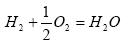 H₂ + 1/2 O₂ = H₂O